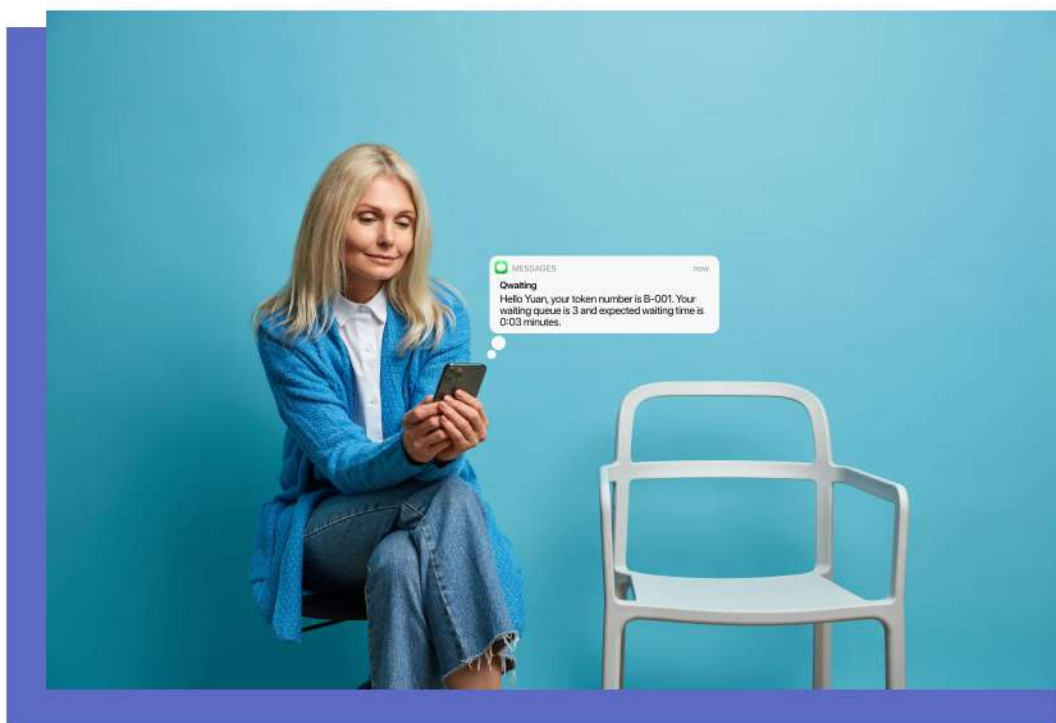 MESSAGES now
Qwaiting
Hello Yuan, your token number is B-001. Your
waiting queue is 3 and expected waiting time is
0:03 minutes.